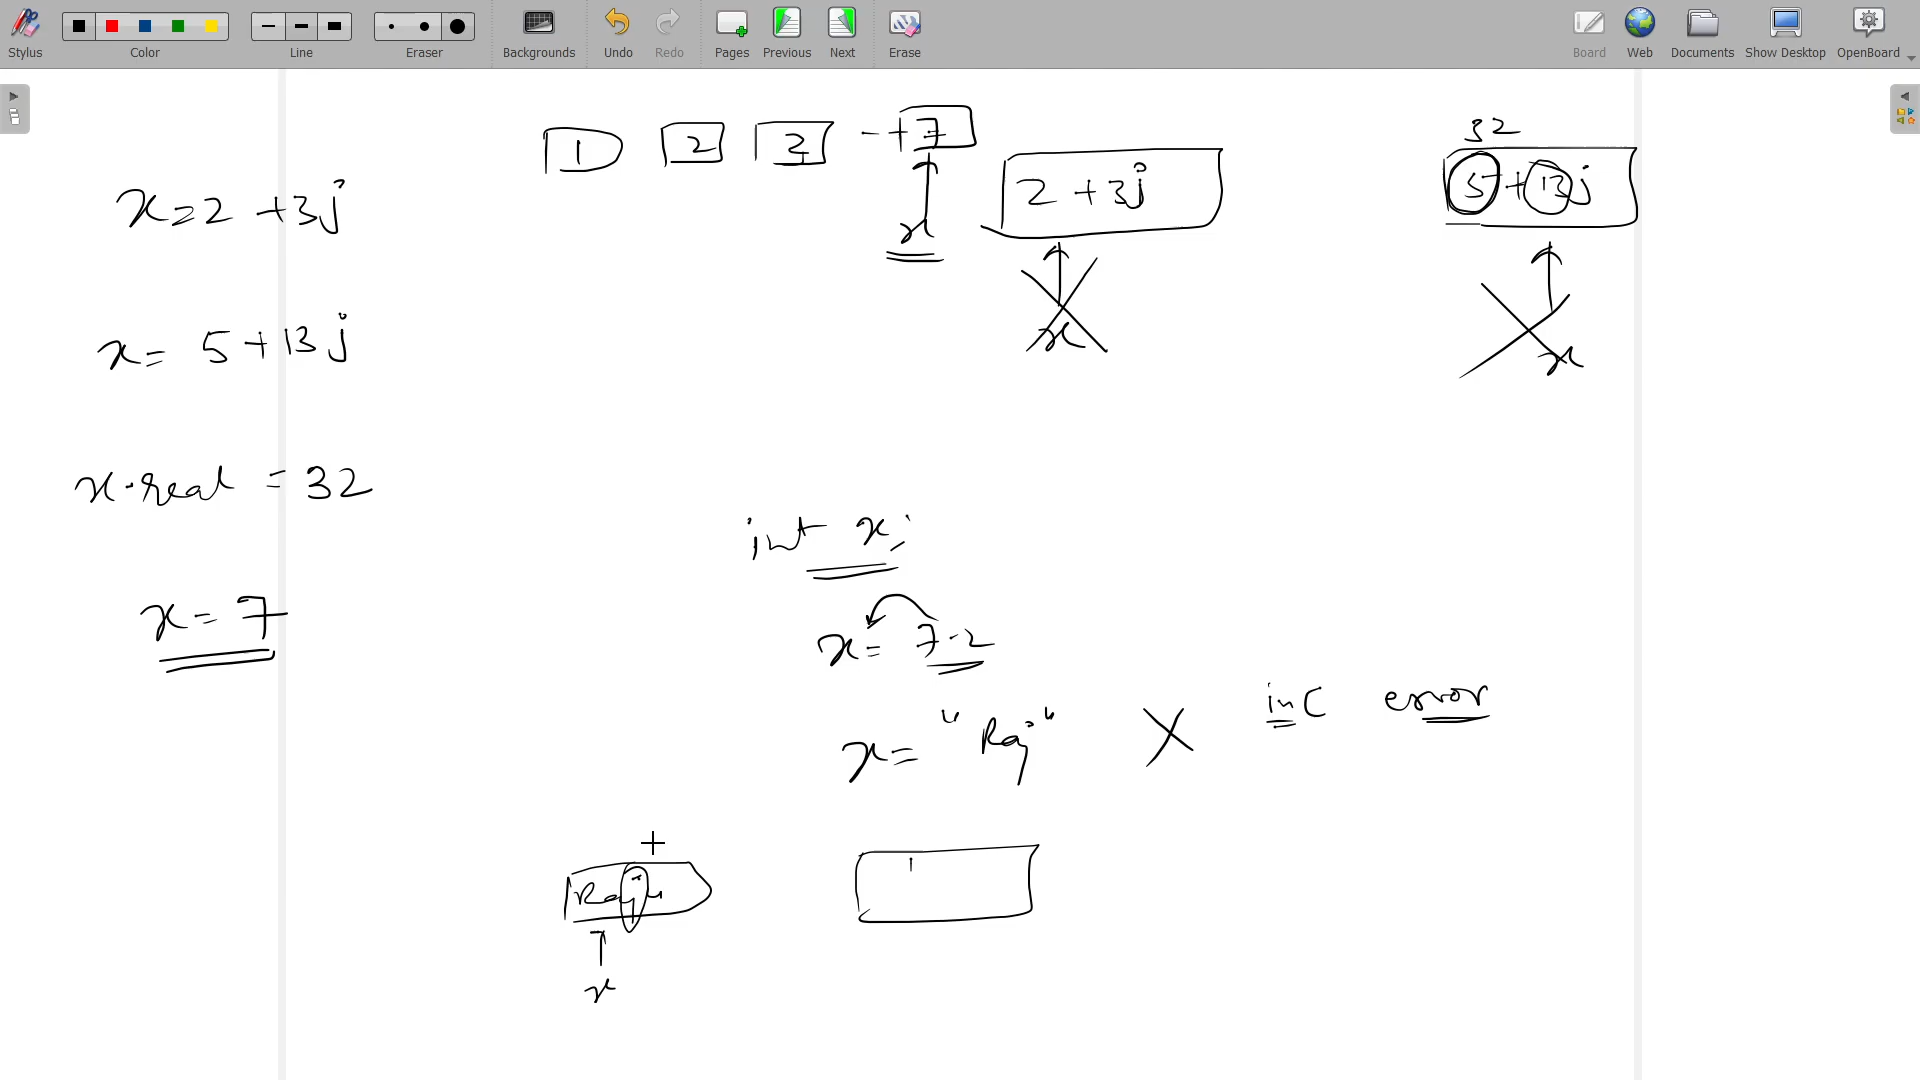 Stylus Color Line Eraser Backgrounds Undo Redo Pages Previous Next Erase Board Web Documents Show Desktop OpenBoard
1 2 3 - + 7
32
2 + 3j
5 + 13j
x = 2 + 3j
x
x = 5 + 13j
x
x
x.real = 32
int x;
x = 7
x = 7.2
x = "Raj" X in C error
Raju
x